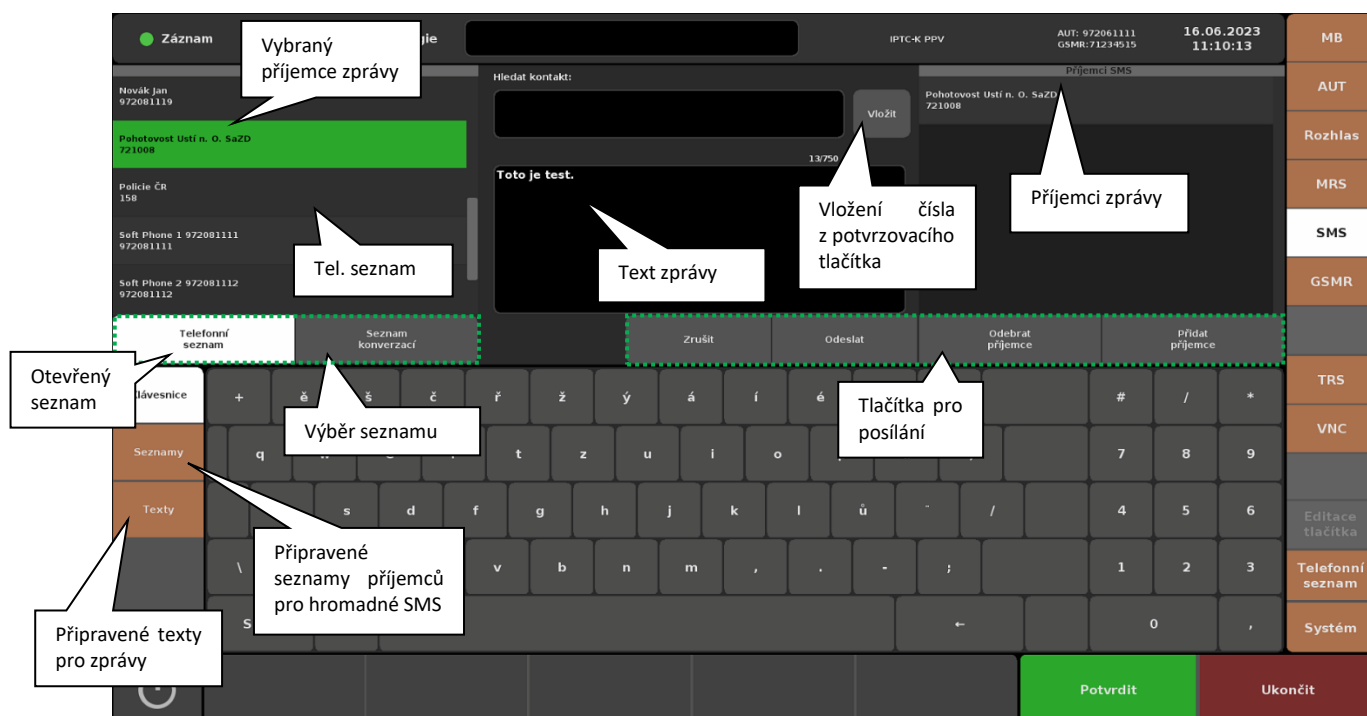 Záznam
gie
IPTC-K PPV
AUT: 972061111
GSMR:71234515
16.06.2023
11:10:13
MB
AUT
Rozhlas
MRS
SMS
GSMR
TRS
VNC
Editace
tlačítka
Telefonní
seznam
Systém
Vybraný
příjemce zprávy
Novák Jan
972081119
Pohotovost Ustí n. O. SaZD
721008
Policie ČR
158
Soft Phone 1 972081111
972081111
Soft Phone 2 972081112
972081112
Tel. seznam
Hledat kontakt:
Vložit
13/750
Toto je test.
Text zprávy
Vložení čísla
z potvrzovacího
tlačítka
Příjemci SMS
Pohotovost Ustí n. O. SaZD
721008
Příjemci zprávy
Telefonní
seznam
Seznam
konverzací
Zrušit
Odeslat
Odebrat
příjemce
Přidat
příjemce
Otevřený
seznam
Výběr seznamu
Tlačítka pro
posílání
Klávesnice
Seznamy
Texty
+ ě š č ř ž ý á í é # / *
q t z u i o 7 8 9
s d f g h j k l ů ¨ / 4 5 6
\ v b n m , . - ; 1 2 3
S ← 0 ,
Připravené
seznamy příjemců
pro hromadné SMS
Připravené texty
pro zprávy
Potvrdit
Ukončit